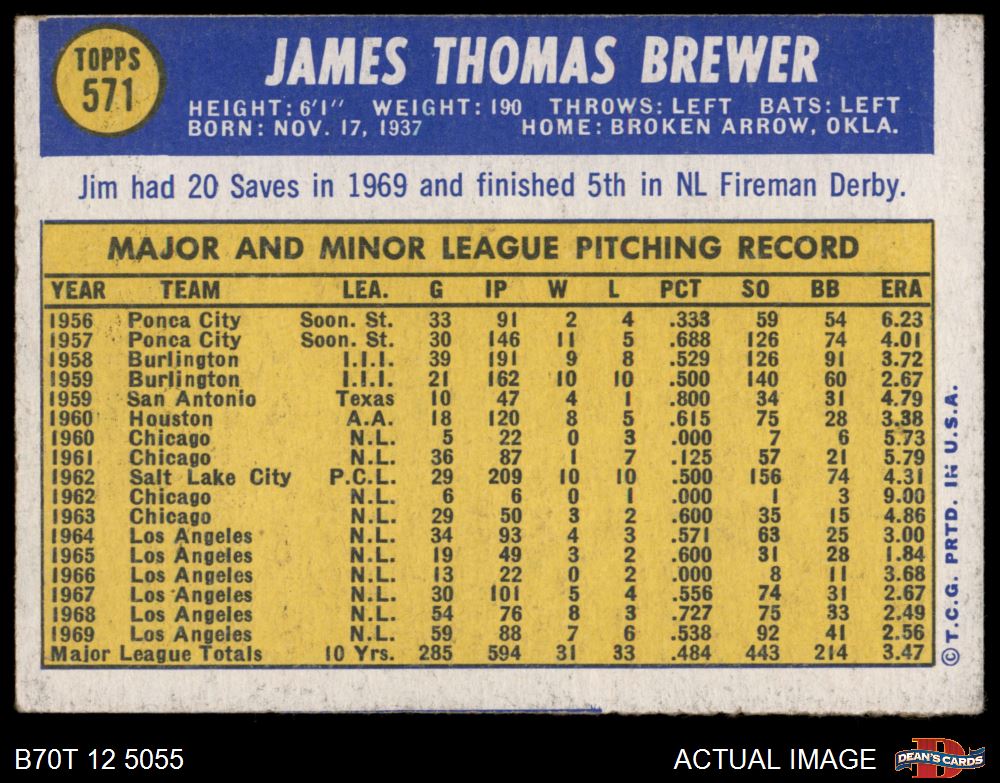 TOPPS
571
JAMES THOMAS BREWER
HEIGHT: 6'1" WEIGHT: 190 THROWS: LEFT BATS: LEFT
BORN: NOV. 17, 1937 HOME: BROKEN ARROW, OKLA.
Jim had 20 Saves in 1969 and finished 5th in NL Fireman Derby.
MAJOR AND MINOR LEAGUE PITCHING RECORD
YEAR TEAM LEA. G IP W L PCT SO BB ERA
1956 Ponca City Soon. St. 33 91 2 4 .333 59 54 6.23
1957 Ponca City Soon. St. 30 146 11 5 .688 126 74 4.01
1958 Burlington I.I.I. 39 191 9 8 .529 126 91 3.72
1959 Burlington I.I.I. 21 162 10 10 .500 140 60 2.67
1959 San Antonio Texas 10 47 4 1 .800 34 31 4.79
1960 Houston A.A. 18 120 8 5 .615 75 28 3.38
1960 Chicago N.L. 5 22 0 3 .000 7 6 5.73
1961 Chicago N.L. 36 87 1 7 .125 57 21 5.79
1962 Salt Lake City P.C.L. 29 209 10 10 .500 156 74 4.31
1962 Chicago N.L. 6 6 0 1 .000 1 3 9.00
1963 Chicago N.L. 29 50 3 2 .600 35 15 4.86
1964 Los Angeles N.L. 34 93 4 3 .571 63 25 3.00
1965 Los Angeles N.L. 19 49 3 2 .600 31 28 1.84
1966 Los Angeles N.L. 13 22 0 2 .000 8 11 3.68
1967 Los Angeles N.L. 30 101 5 4 .556 74 31 2.67
1968 Los Angeles N.L. 54 76 8 3 .727 75 33 2.49
1969 Los Angeles N.L. 59 88 7 6 .538 92 41 2.56
Major League Totals 10 Yrs. 285 594 31 33 .484 443 214 3.47
© T.C.G. PRTD. IN U.S.A.
B70T 12 5055
ACTUAL IMAGE
DEAN'S CARDS